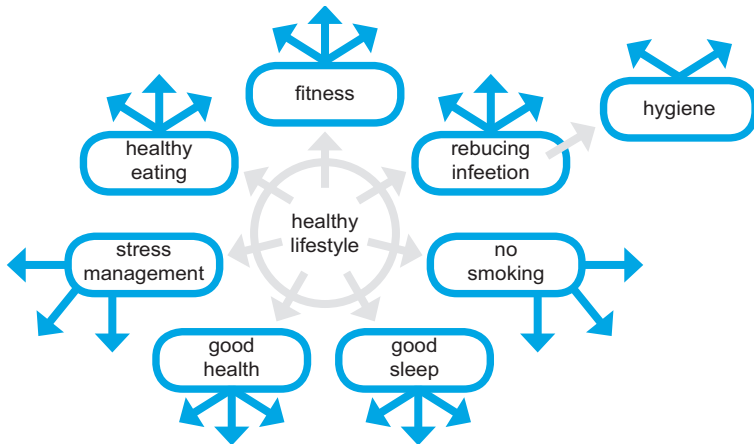 fitness
hygiene
healthy
eating
rebucing
infeetion
healthy
lifestyle
stress
management
no
smoking
good
health
good
sleep